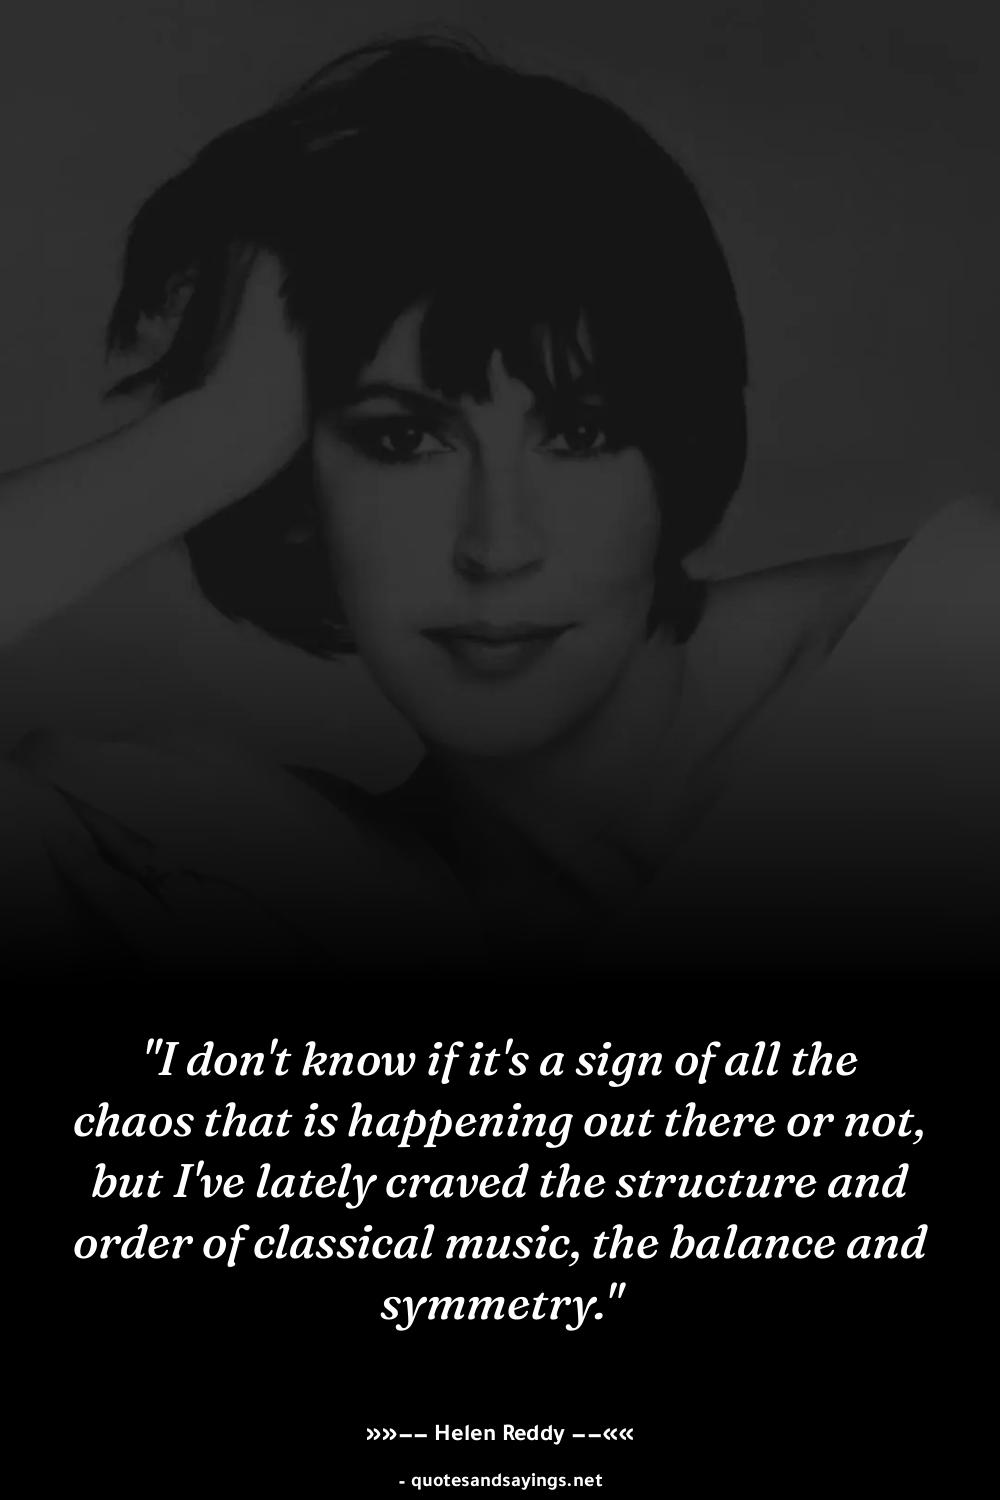 "I don't know if it's a sign of all the
chaos that is happening out there or not,
but I've lately craved the structure and
order of classical music, the balance and
symmetry."
»»–– Helen Reddy ––««
- quotesandsayings.net